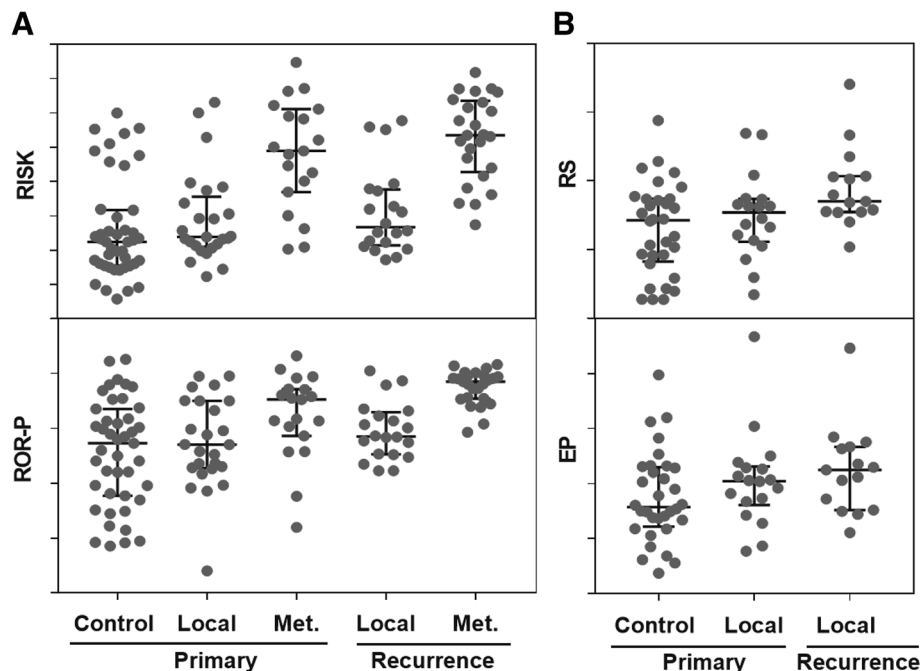 A
B
RISK
RS
ROR-P
EP
Control Local Met. Local Met.
Primary Recurrence
Control Local Local
Primary Recurrence